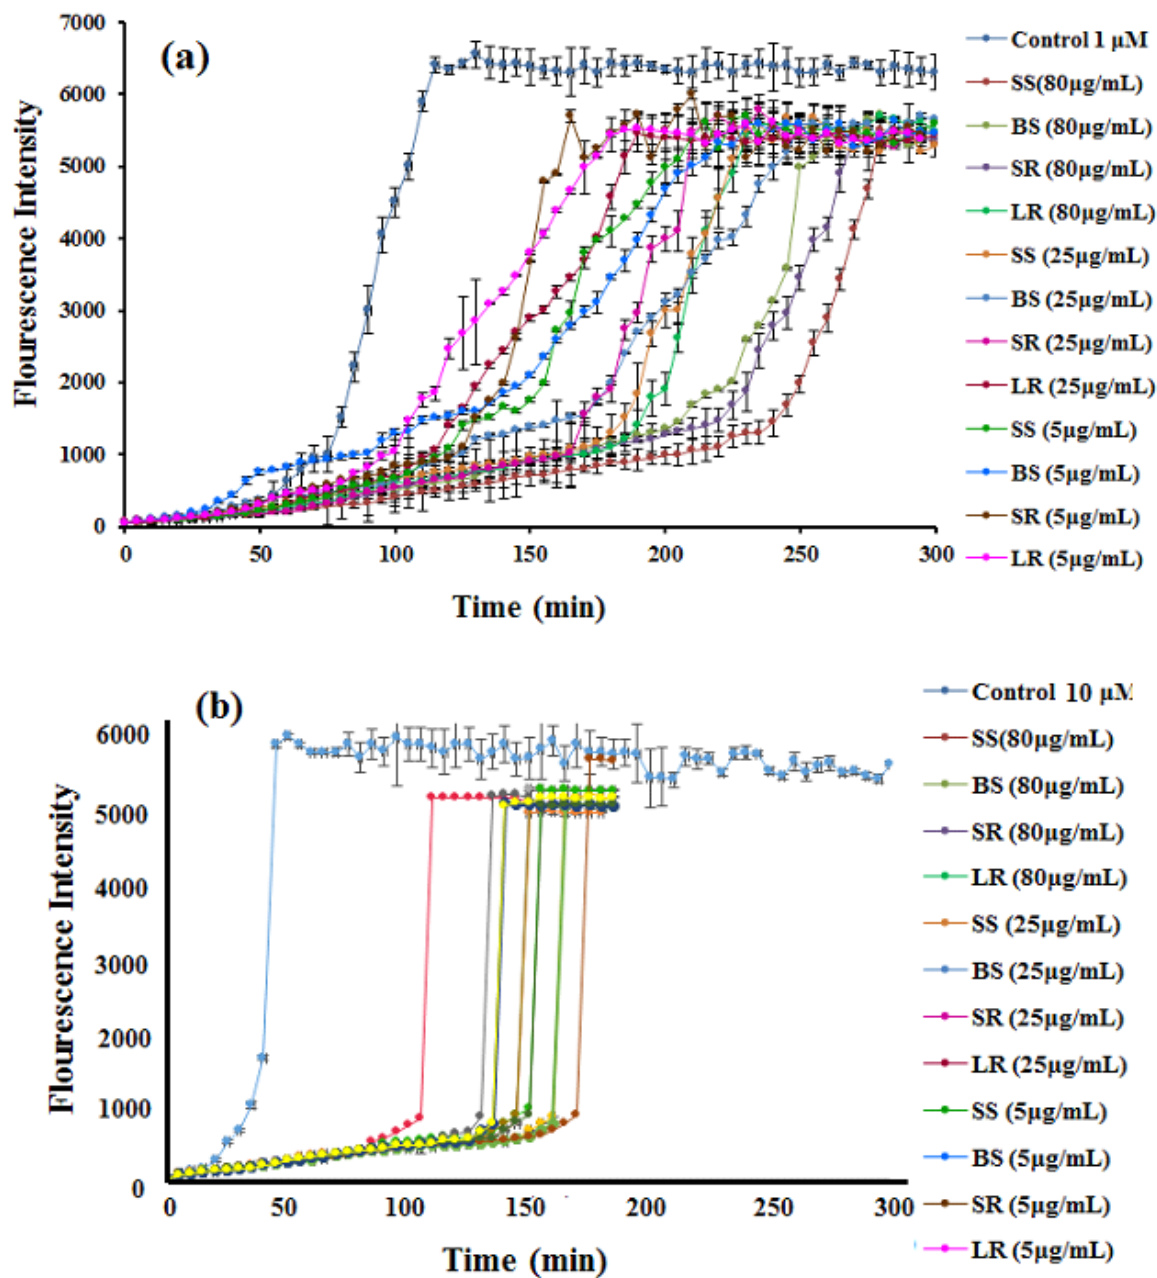 (a)
Flourescence Intensity
7000
6000
5000
4000
3000
2000
1000
0
0 50 100 150 200 250 300
Time (min)
Control 1 µM
SS(80µg/mL)
BS (80µg/mL)
SR (80µg/mL)
LR (80µg/mL)
SS (25µg/mL)
BS (25µg/mL)
SR (25µg/mL)
LR (25µg/mL)
SS (5µg/mL)
BS (5µg/mL)
SR (5µg/mL)
LR (5µg/mL)
(b)
Flourescence Intensity
6000
5000
4000
3000
2000
1000
0
0 50 100 150 200 250 300
Time (min)
Control 10 µM
SS(80µg/mL)
BS (80µg/mL)
SR (80µg/mL)
LR (80µg/mL)
SS (25µg/mL)
BS (25µg/mL)
SR (25µg/mL)
LR (25µg/mL)
SS (5µg/mL)
BS (5µg/mL)
SR (5µg/mL)
LR (5µg/mL)